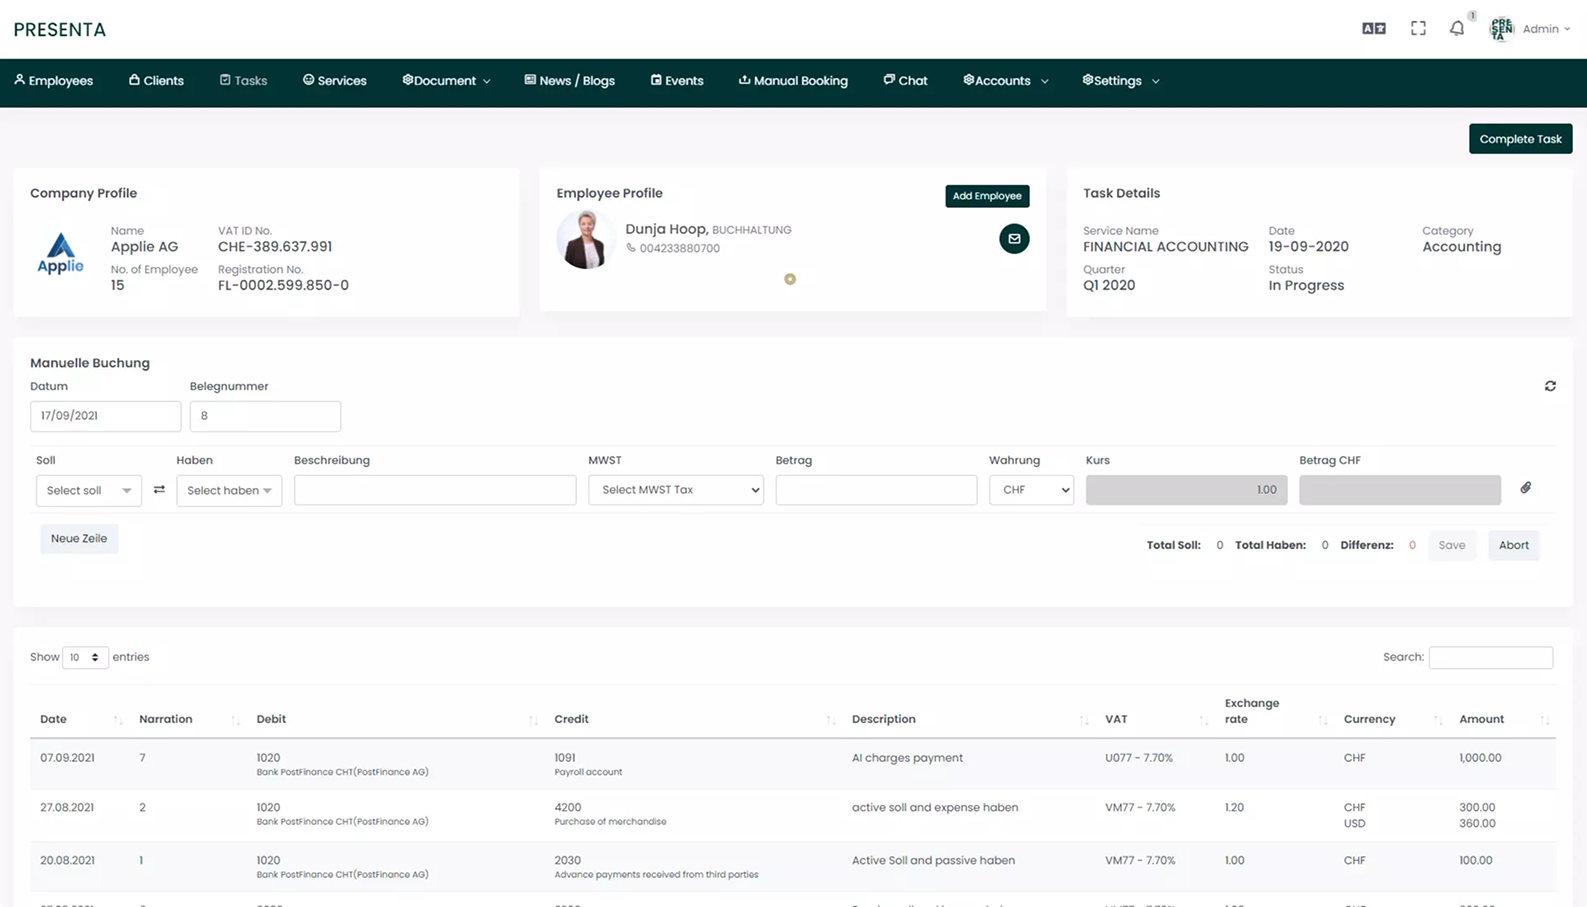 PRESENTA
1
PRE
SEN
TA
Admin
Employees
Clients
Tasks
Services
Document
News / Blogs
Events
Manual Booking
Chat
Accounts
Settings
Complete Task
Company Profile
Applie
Name
Applie AG
VAT ID No.
CHE-389.637.991
No. of Employee
15
Registration No.
FL-0002.599.850-0
Employee Profile
Add Employee
Dunja Hoop, BUCHHALTUNG
004233880700
Task Details
Service Name
FINANCIAL ACCOUNTING
Date
19-09-2020
Category
Accounting
Quarter
Q1 2020
Status
In Progress
Manuelle Buchung
Datum
Belegnummer
17/09/2021
8
Soll
Haben
Beschreibung
MWST
Betrag
Wahrung
Kurs
Betrag CHF
Select soll
Select haben
Select MWST Tax
CHF
1.00
Neue Zeile
Total Soll: 0 Total Haben: 0 Differenz: 0
Save
Abort
Show 10 entries
Search:
Date Narration Debit Credit Description VAT Exchange rate Currency Amount
07.09.2021 7 1020 1091 AI charges payment U077 - 7.70% 1.00 CHF 1,000.00
Bank PostFinance CHT(PostFinance AG) Payroll account
27.08.2021 2 1020 4200 active soll and expense haben VM77 - 7.70% 1.20 CHF 300.00
Bank PostFinance CHT(PostFinance AG) Purchase of merchandise USD 360.00
20.08.2021 1 1020 2030 Active Soll and passive haben VM77 - 7.70% 1.00 CHF 100.00
Bank PostFinance CHT(PostFinance AG) Advance payments received from third parties